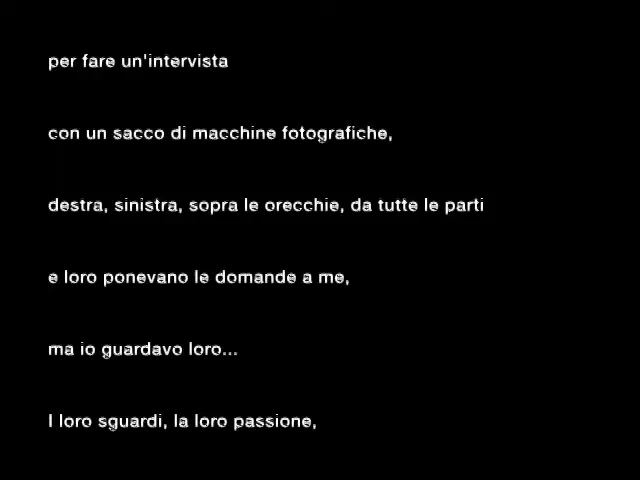 per fare un'intervista
con un sacco di macchine fotografiche,
destra, sinistra, sopra le orecchie, da tutte le parti
e loro ponevano le domande a me,
ma io guardavo loro...
I loro sguardi, la loro passione,